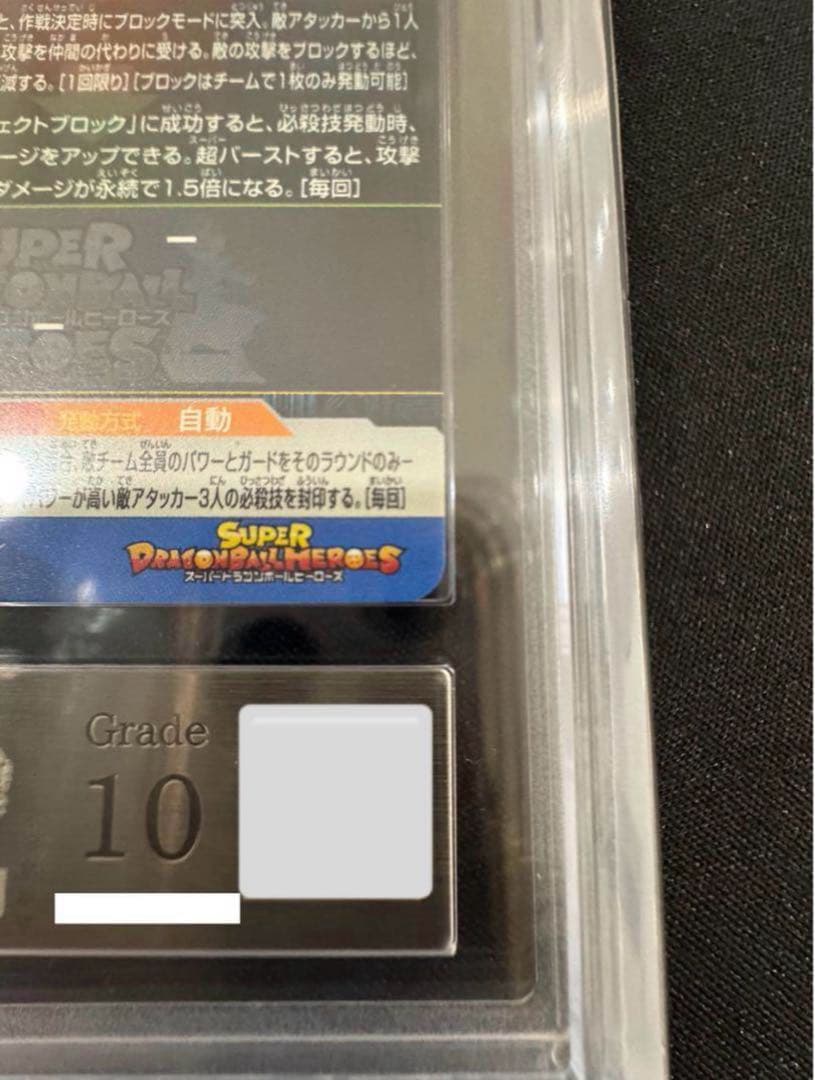 と、作戦決定時にブロックモードに突入。敵アタッカーから1人
攻撃を仲間の代わりに受ける。敵の攻撃をブロックするほど、
減する。[1回限り][ブロックはチームで1枚のみ発動可能]
ェクトブロック」に成功すると、必殺技発動時、
ージをアップできる。超バーストすると、攻撃
ダメージが永続で1.5倍になる。[毎回]
発動方式 自動
敵チーム全員のパワーとガードをそのラウンドのみー
パワーが高い敵アタッカー3人の必殺技を封印する。[毎回]
SUPER
DRAGONBALL HEROES
スーパードラゴンボールヒーローズ
Grade
10